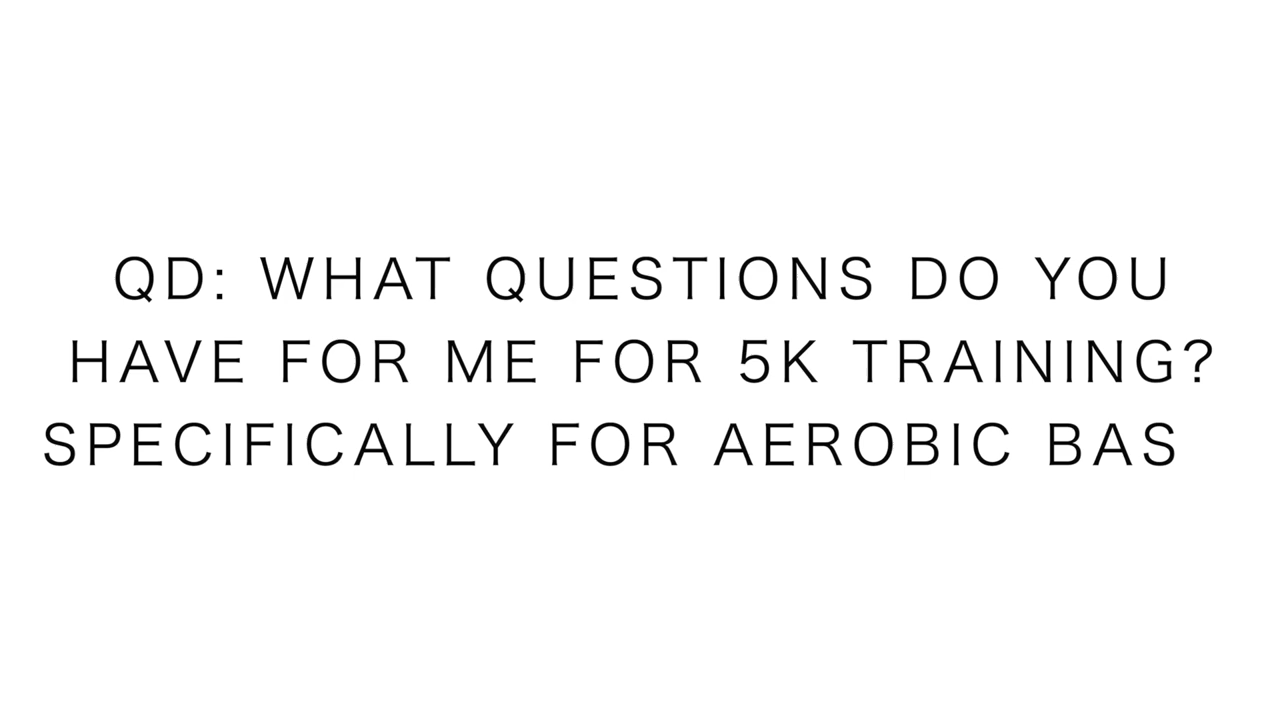 QD: WHAT QUESTIONS DO YOU
HAVE FOR ME FOR 5K TRAINING?
SPECIFICALLY FOR AEROBIC BAS